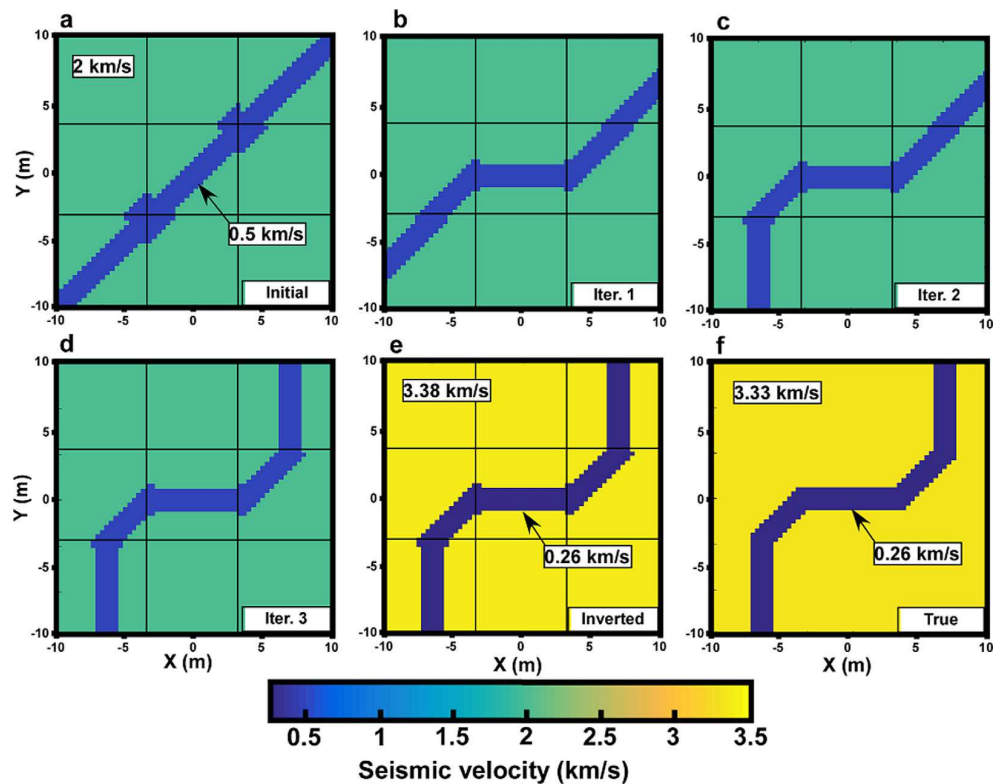 a
10
5
0
-5
-10
Y (m)
2 km/s
0.5 km/s
Initial
-10 -5 0 5 10
b
10
5
0
-5
-10
Iter. 1
-10 -5 0 5 10
c
10
5
0
-5
-10
Iter. 2
-10 -5 0 5 10
d
10
5
0
-5
-10
Y (m)
Iter. 3
-10 -5 0 5 10
X (m)
e
10
5
0
-5
-10
3.38 km/s
0.26 km/s
Inverted
-10 -5 0 5 10
X (m)
f
10
5
0
-5
-10
3.33 km/s
0.26 km/s
True
-10 -5 0 5 10
0.5 1 1.5 2 2.5 3 3.5
Seismic velocity (km/s)